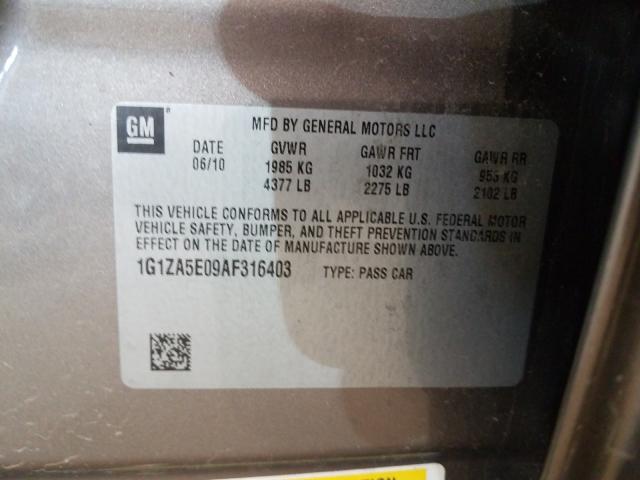 GM ® MFD BY GENERAL MOTORS LLC
DATE GVWR GAWR FRT GAWR RR
06/10 1985 KG 1032 KG 953 KG
4377 LB 2275 LB 2102 LB
THIS VEHICLE CONFORMS TO ALL APPLICABLE U.S. FEDERAL MOTOR
VEHICLE SAFETY, BUMPER, AND THEFT PREVENTION STANDARDS IN
EFFECT ON THE DATE OF MANUFACTURE SHOWN ABOVE.
1G1ZA5E09AF316403 TYPE: PASS CAR